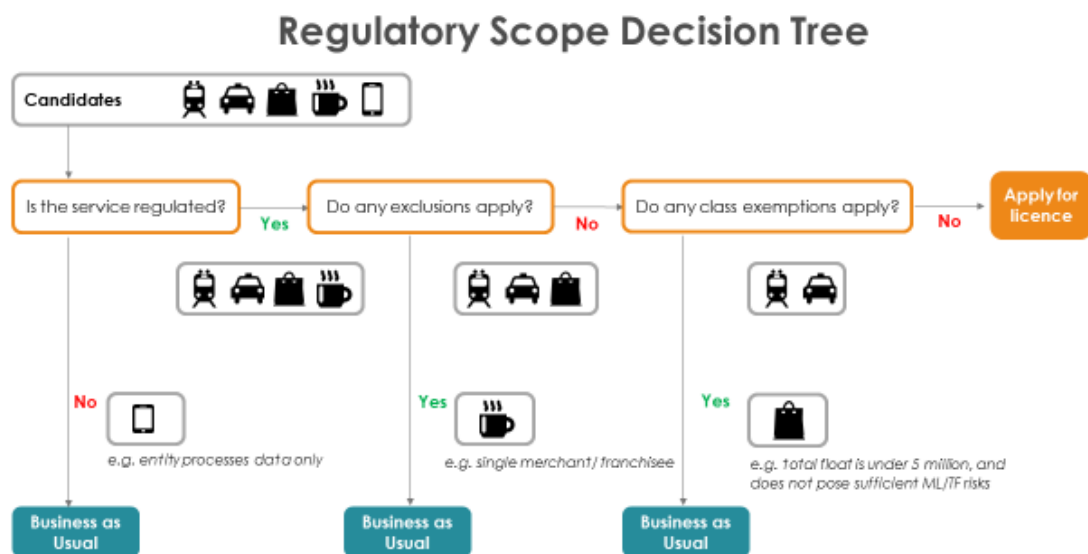 Regulatory Scope Decision Tree
Candidates
Is the service regulated?
Yes
Do any exclusions apply?
No
Do any class exemptions apply?
No
Apply for
licence
No
e.g. entity processes data only
Yes
e.g. single merchant/ franchisee
Yes
e.g. total float is under 5 million, and
does not pose sufficient ML/TF risks
Business as
Usual
Business as
Usual
Business as
Usual